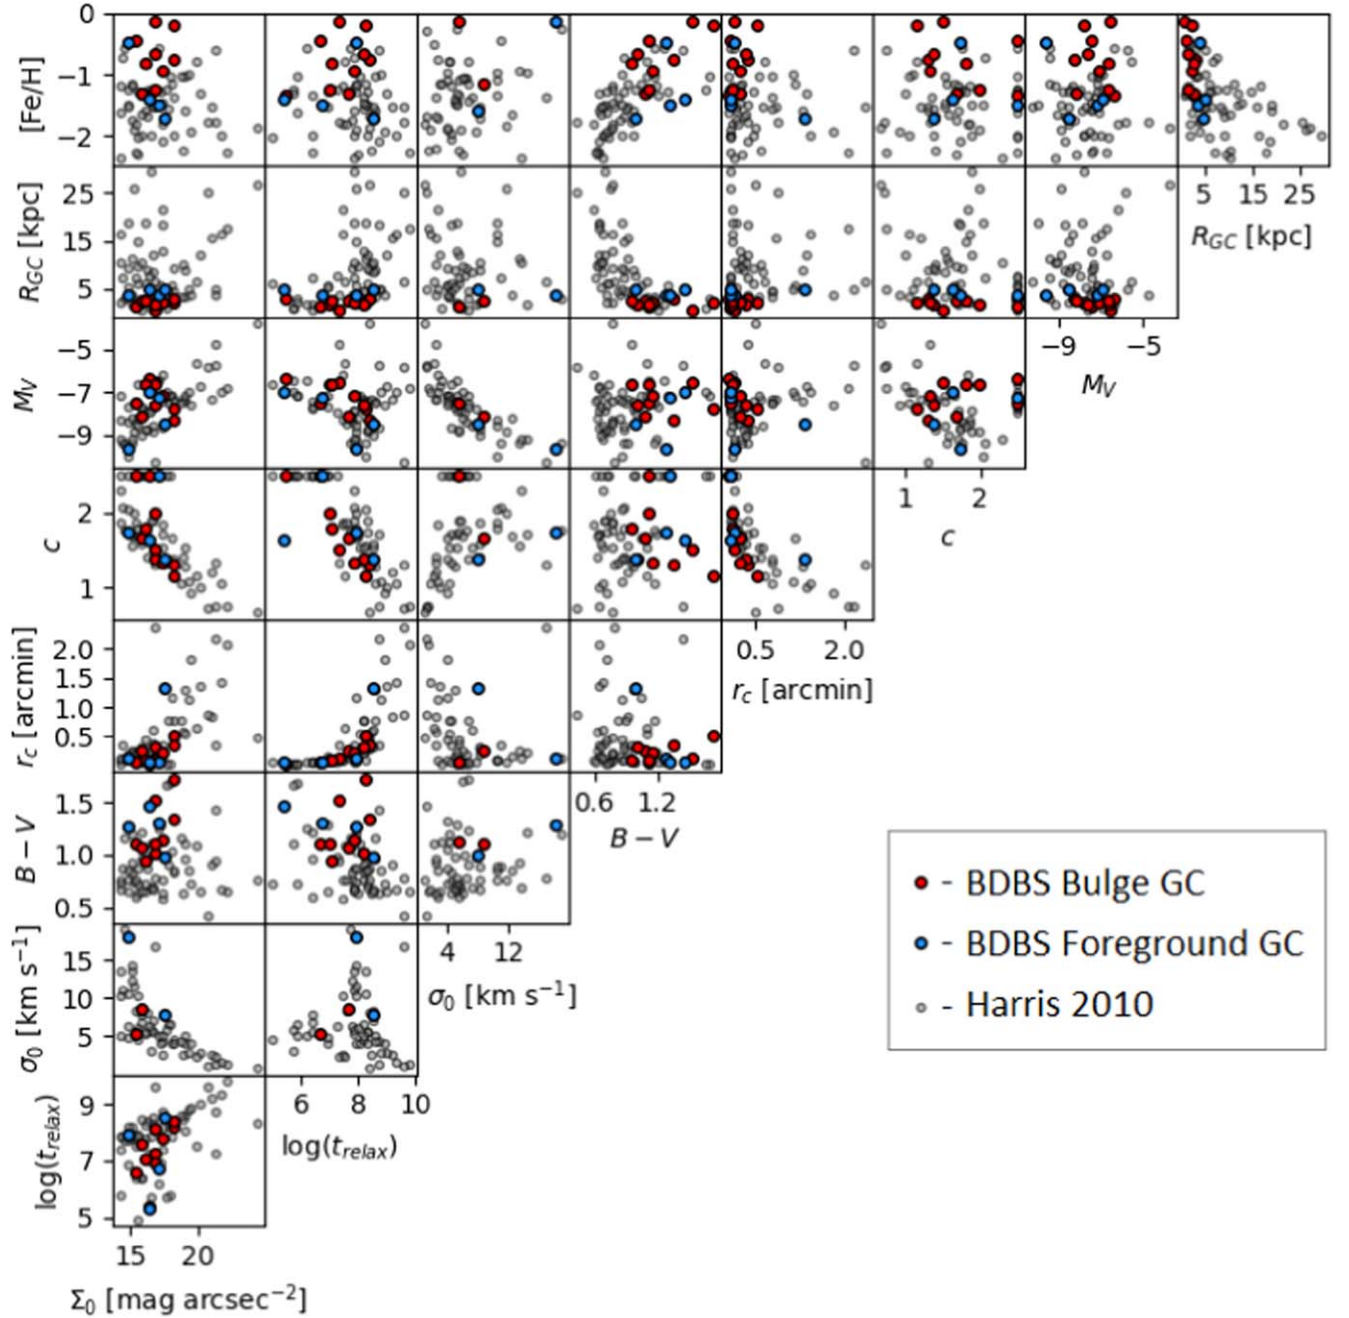 0
−1
−2
[Fe/H]
25
15
5
R_GC [kpc]
5 15 25
R_GC [kpc]
−5
−7
−9
M_V
−9 −5
M_V
2
1
c
1 2
c
2.0
1.5
1.0
0.5
r_c [arcmin]
0.5 2.0
r_c [arcmin]
1.5
1.0
0.5
B − V
0.6 1.2
B − V
15
10
5
σ₀ [km s⁻¹]
4 12
σ₀ [km s⁻¹]
9
7
5
log(t_relax)
6 8 10
log(t_relax)
15 20
Σ₀ [mag arcsec⁻²]
- BDBS Bulge GC
- BDBS Foreground GC
- Harris 2010